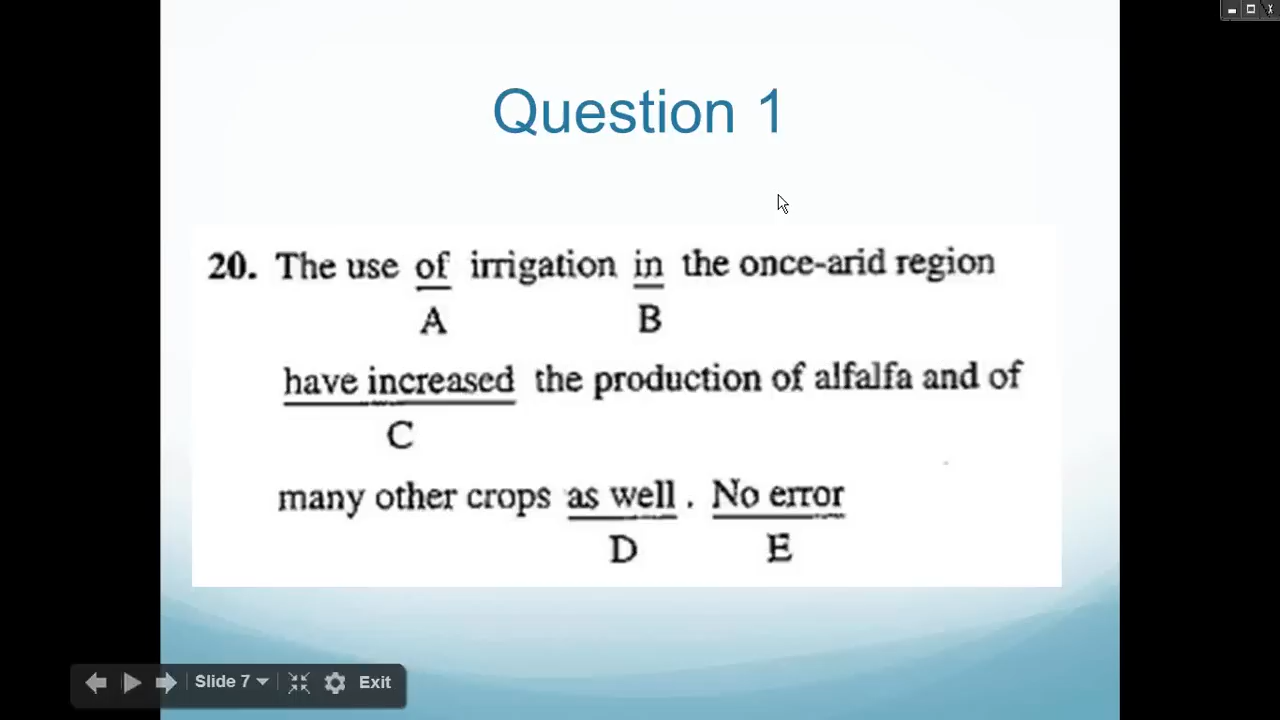 Question 1
20. The use of irrigation in the once-arid region
A B
have increased the production of alfalfa and of
C
many other crops as well . No error
D E
Slide 7 Exit